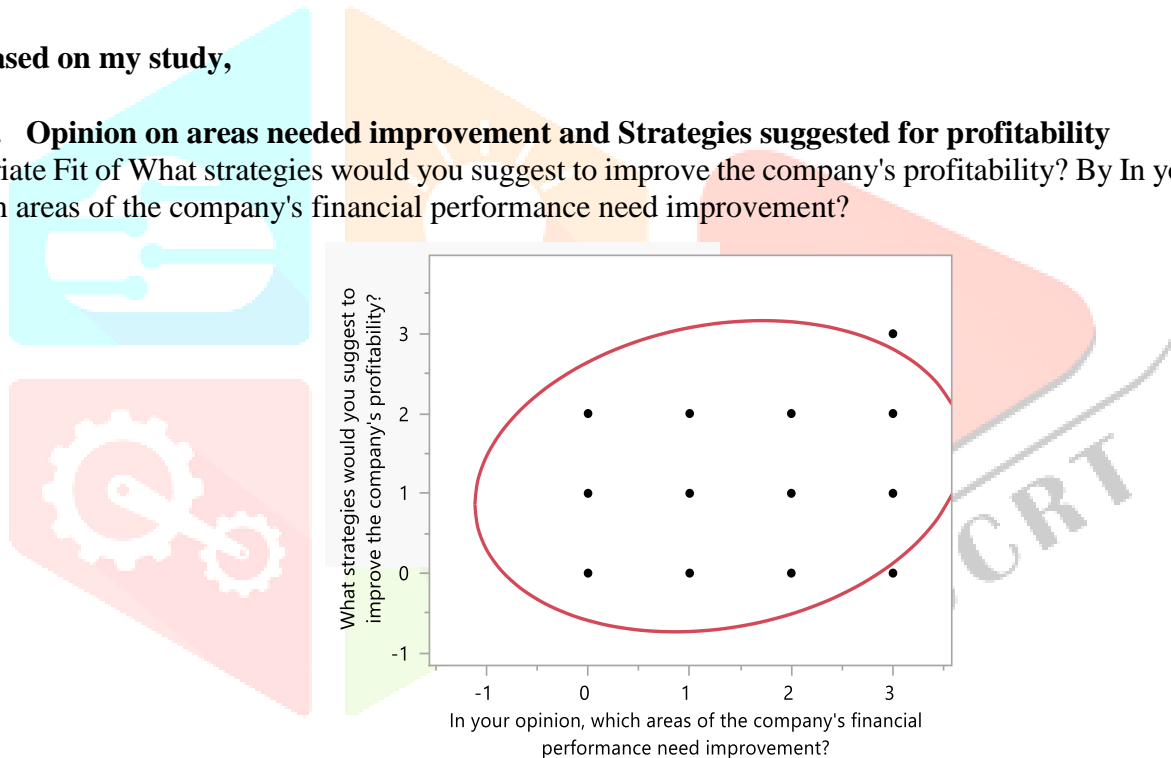 ased on my study,
. Opinion on areas needed improvement and Strategies suggested for profitability
riate Fit of What strategies would you suggest to improve the company's profitability? By In yo
n areas of the company's financial performance need improvement?
What strategies would you suggest to
improve the company's profitability?
3
2
1
0
-1
-1 0 1 2 3
In your opinion, which areas of the company's financial
performance need improvement?
CRT